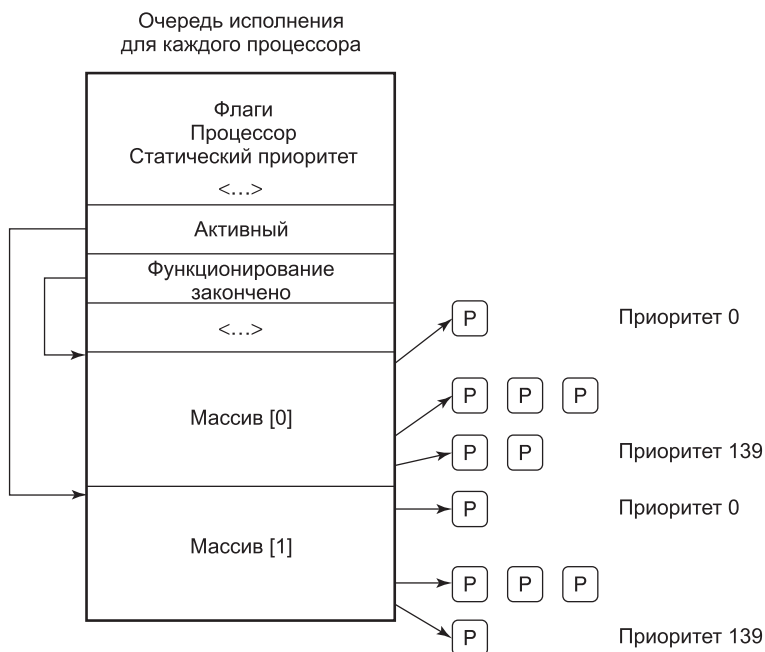 Очередь исполнения
для каждого процессора
Флаги
Процессор
Статический приоритет
<...>
Активный
Функционирование
закончено
<...>
P Приоритет 0
Массив [0]
P P P
P P Приоритет 139
P Приоритет 0
Массив [1]
P P P
P Приоритет 139